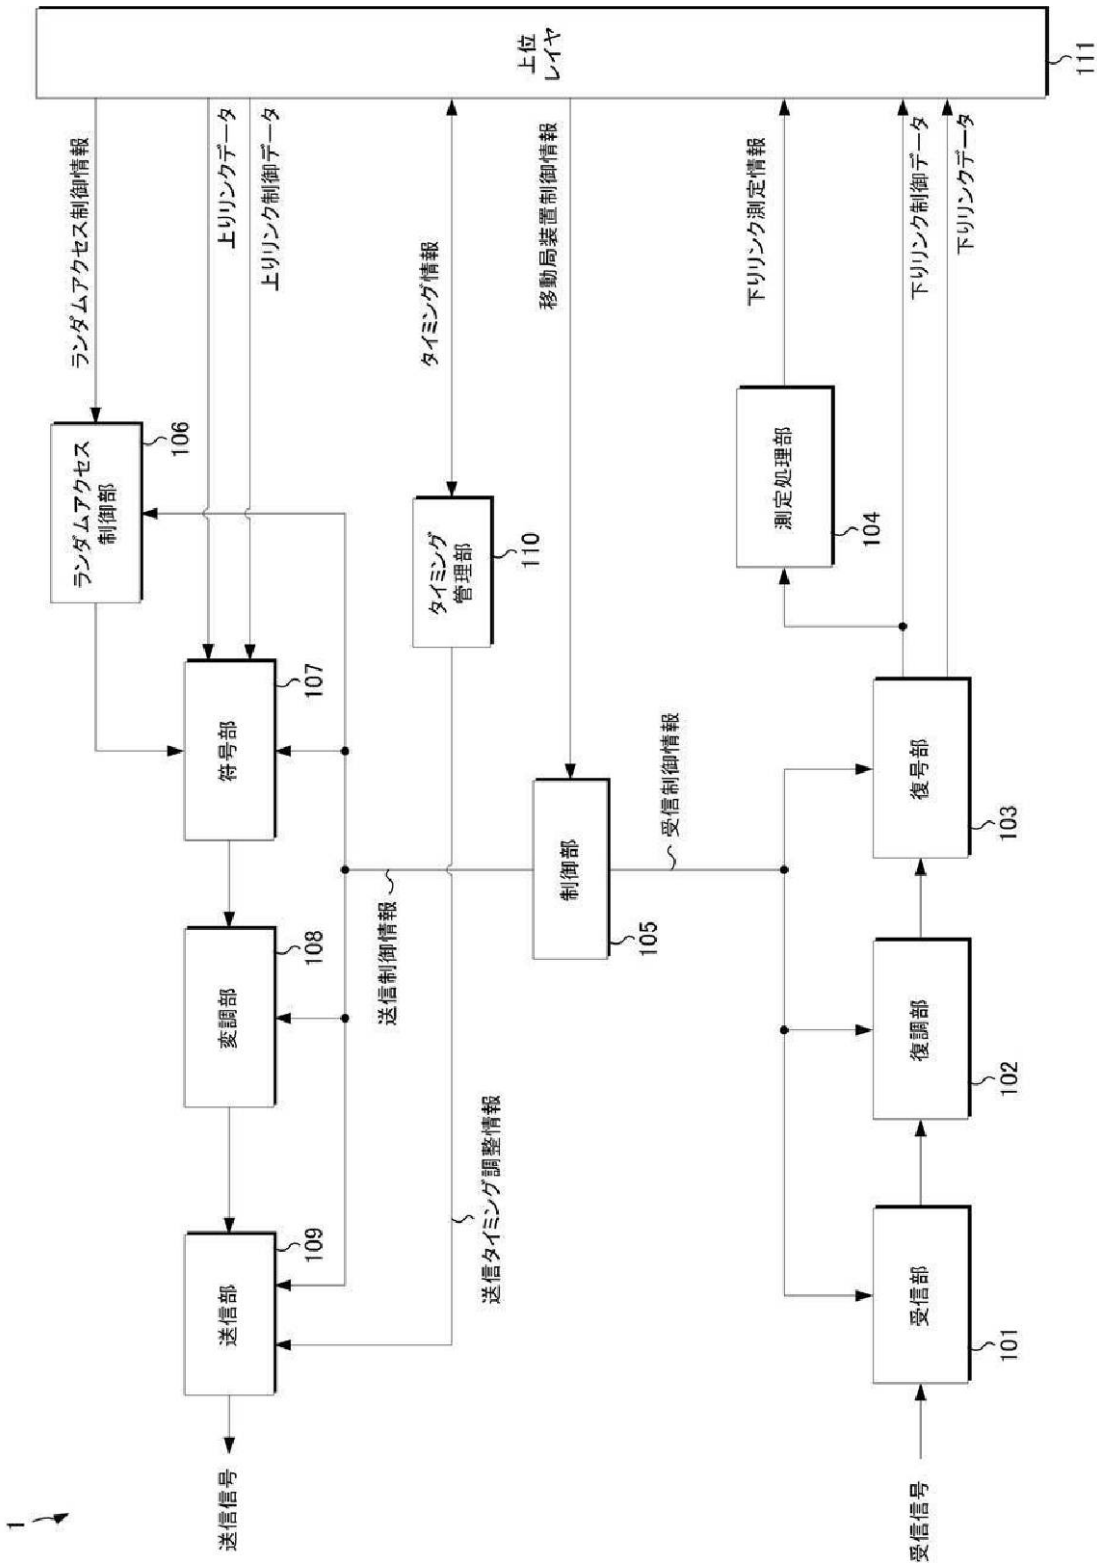 1
上位
レイヤ
111
ランダムアクセス制御情報
上りリンクデータ
上りリンク制御データ
タイミング情報
移動局装置制御情報
下りリンク測定情報
下りリンク制御データ
下りリンクデータ
ランダムアクセス
制御部
106
符号部
107
変調部
108
送信部
109
送信信号
タイミング
管理部
110
送信制御情報
送信タイミング調整情報
制御部
105
受信制御情報
測定処理部
104
復号部
103
復調部
102
受信部
101
受信信号